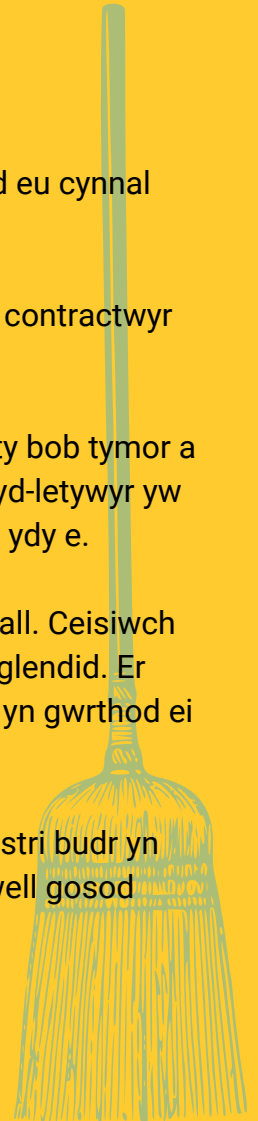 eu cynnal
contractwyr
ty bob tymor a
yd-letywyr yw
ydy e.
all. Ceisiwch
glendid. Er
yn gwrthod ei
stri budr yn
well gosod